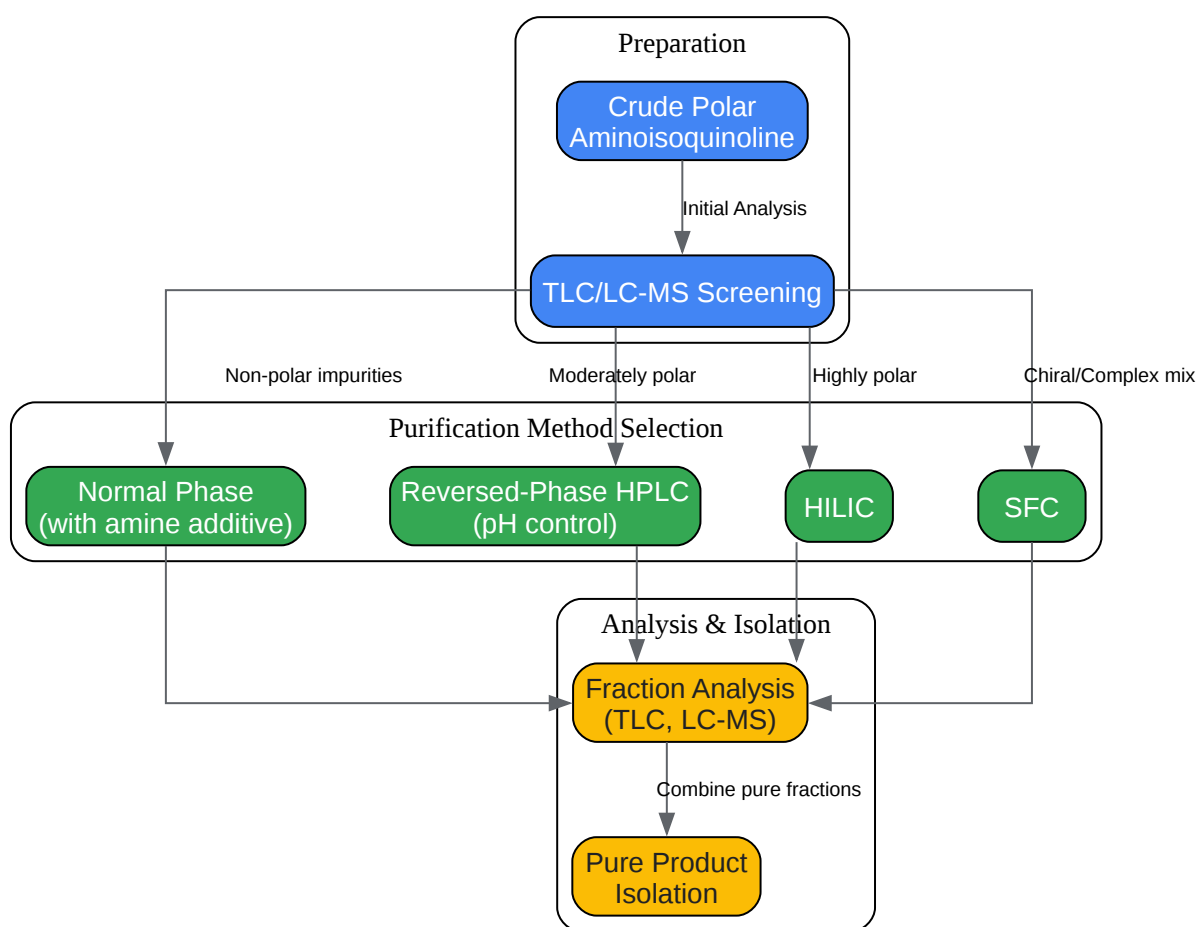 Preparation
Crude Polar
Aminoisoquinoline
Initial Analysis
TLC/LC-MS Screening
Non-polar impurities
Moderately polar
Highly polar
Chiral/Complex mix
Purification Method Selection
Normal Phase
(with amine additive)
Reversed-Phase HPLC
(pH control)
HILIC
SFC
Analysis & Isolation
Fraction Analysis
(TLC, LC-MS)
Combine pure fractions
Pure Product
Isolation